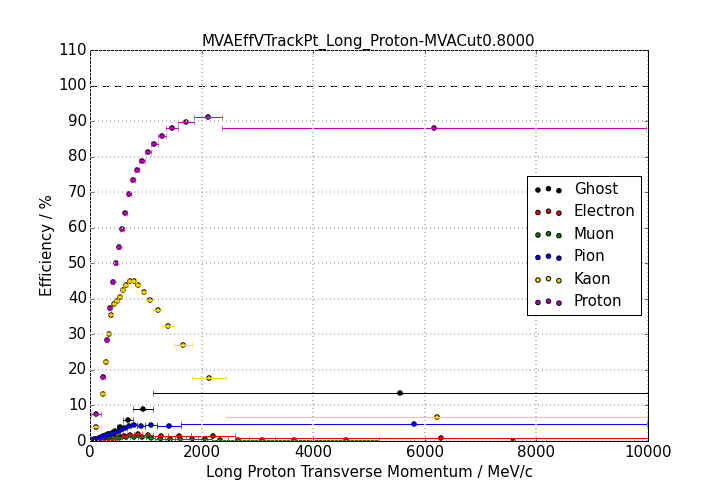 MVAEffVTrackPt_Long_Proton-MVACut0.8000
110
100
90
80
70
60
50
40
30
20
10
0
Efficiency / %
Ghost
Electron
Muon
Pion
Kaon
Proton
0 2000 4000 6000 8000 10000
Long Proton Transverse Momentum / MeV/c